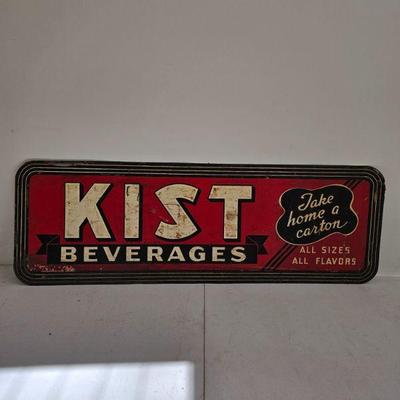 KIST
BEVERAGES
Take
home a
carton
ALL SIZES
ALL FLAVORS